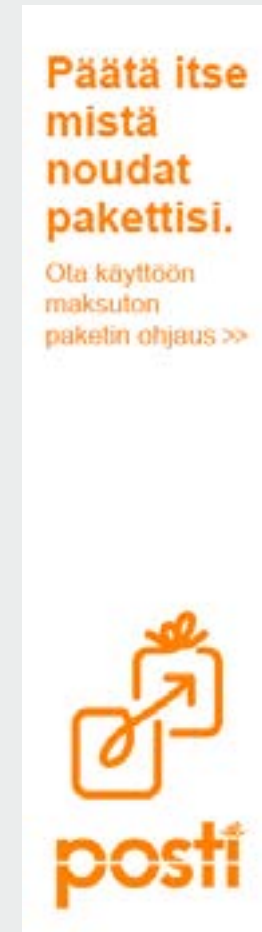 Päätä itse
mistä
noudat
pakettisi.
Ota käyttöön
maksuton
paketin ohjaus >>
posti